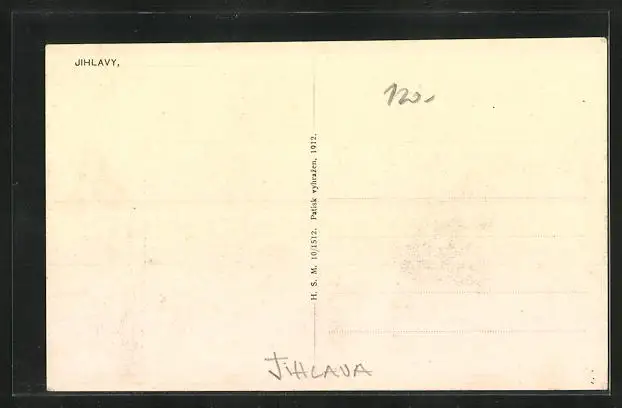 JIHLAVY,
120.-
H. S. M. 10/1512. Patisk vyhražen, 1912.
JiHLAVA